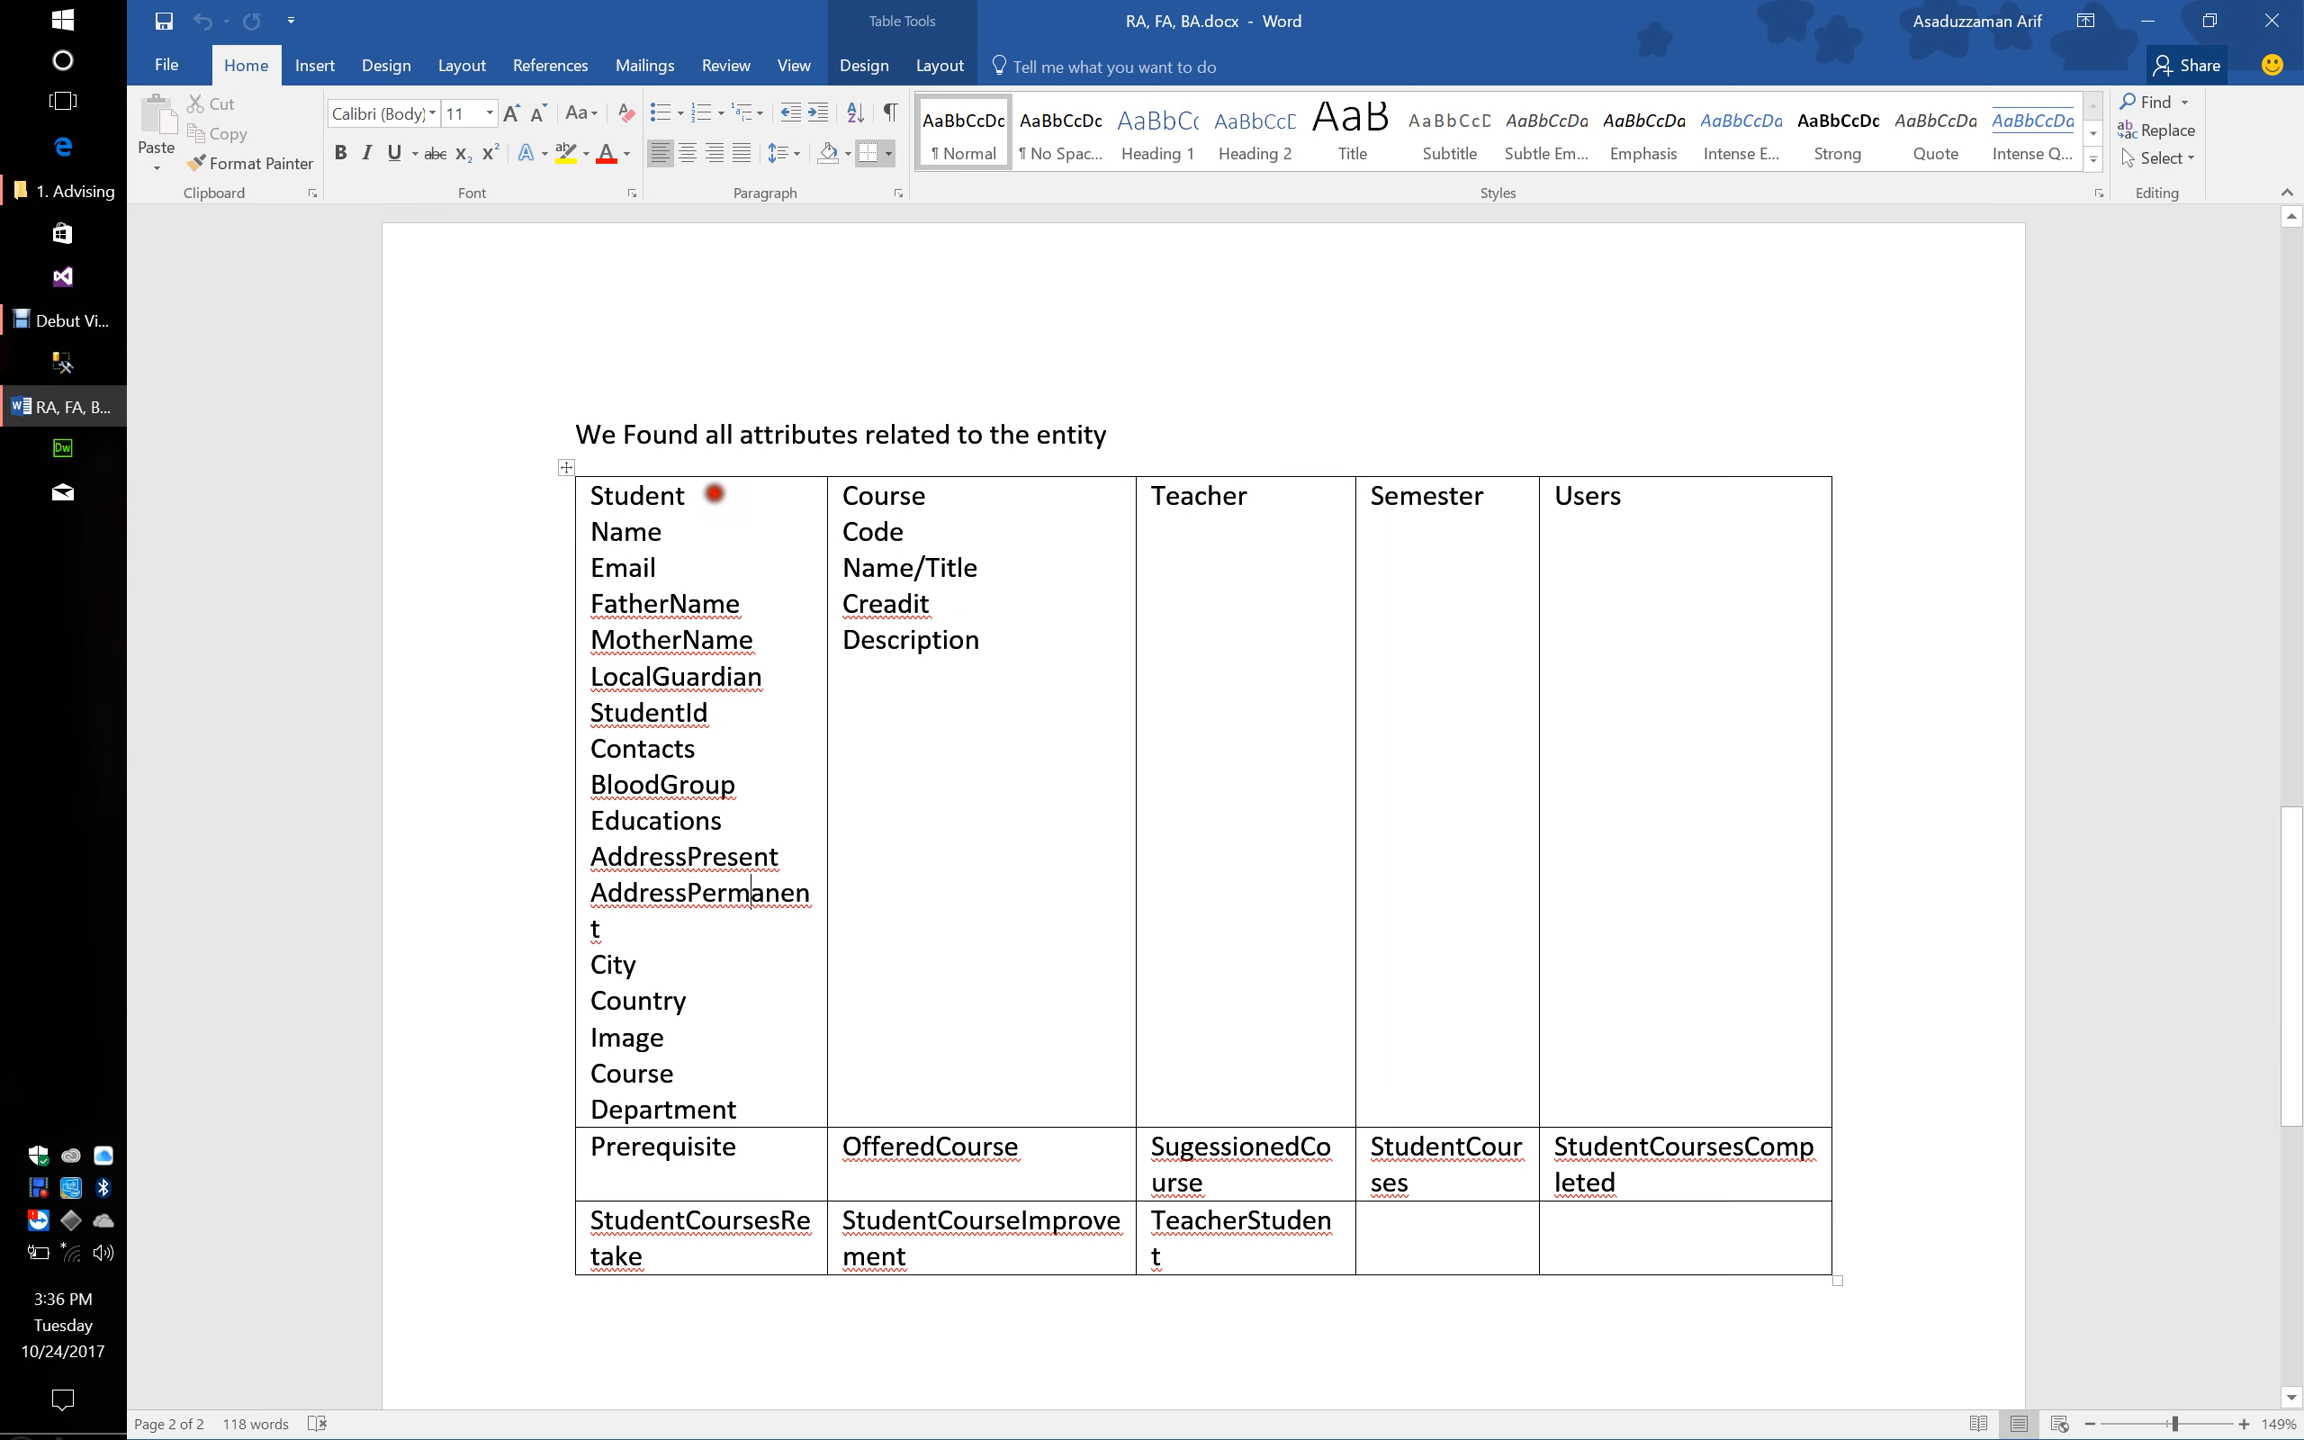 Table Tools
RA, FA, BA.docx - Word
Asaduzzaman Arif
File Home Insert Design Layout References Mailings Review View Design Layout Tell me what you want to do
Share
Paste
Cut
Copy
Format Painter
Clipboard
Calibri (Body) 11
Font
Paragraph
AaBbCcDc AaBbCcDc AaBbCc AaBbCcE AaB AaBbCcD AaBbCcDa AaBbCcDa AaBbCcDa AaBbCcDc AaBbCcDa AaBbCcDa
¶ Normal ¶ No Spac... Heading 1 Heading 2 Title Subtitle Subtle Em... Emphasis Intense E... Strong Quote Intense Q...
Styles
Find
Replace
Select
Editing
1. Advising
Debut Vi...
RA, FA, B...
Dw
3:36 PM
Tuesday
10/24/2017
We Found all attributes related to the entity
Student
Name
Email
FatherName
MotherName
LocalGuardian
StudentId
Contacts
BloodGroup
Educations
AddressPresent
AddressPermanen
t
City
Country
Image
Course
Department
Course
Code
Name/Title
Creadit
Description
Teacher
Semester
Users
Prerequisite
OfferedCourse
SugessionedCo
urse
StudentCour
ses
StudentCoursesComp
leted
StudentCoursesRe
take
StudentCourseImprove
ment
TeacherStuden
t
Page 2 of 2 118 words
149%